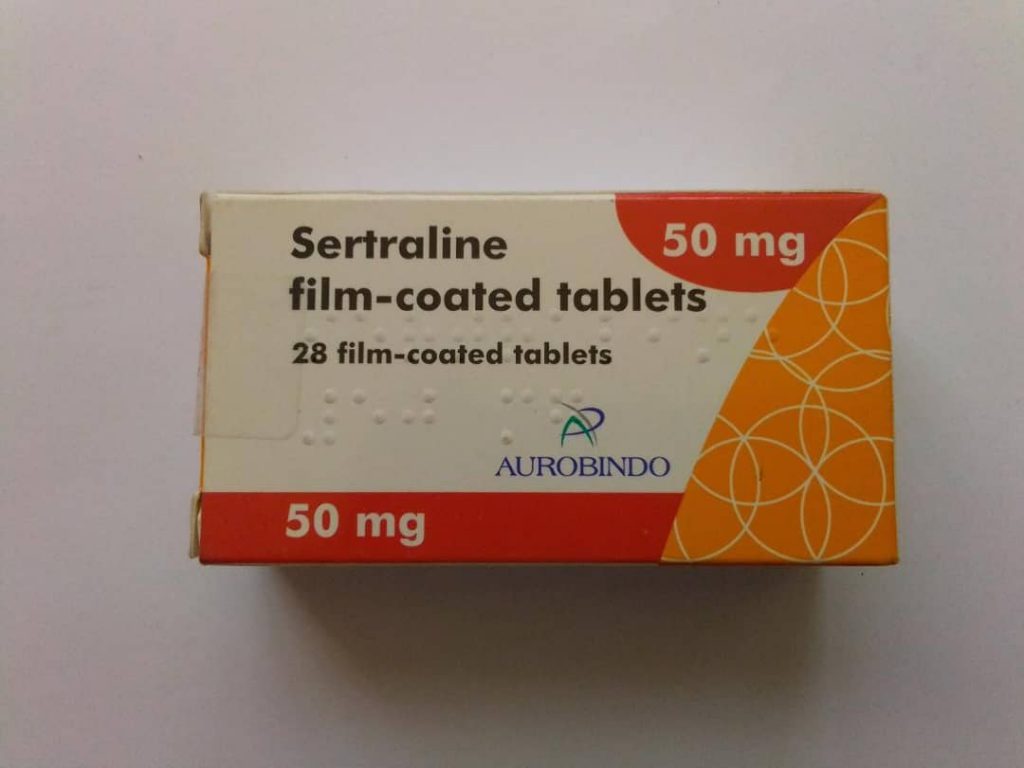 Sertraline
50 mg
film-coated tablets
28 film-coated tablets
AUROBINDO
50 mg